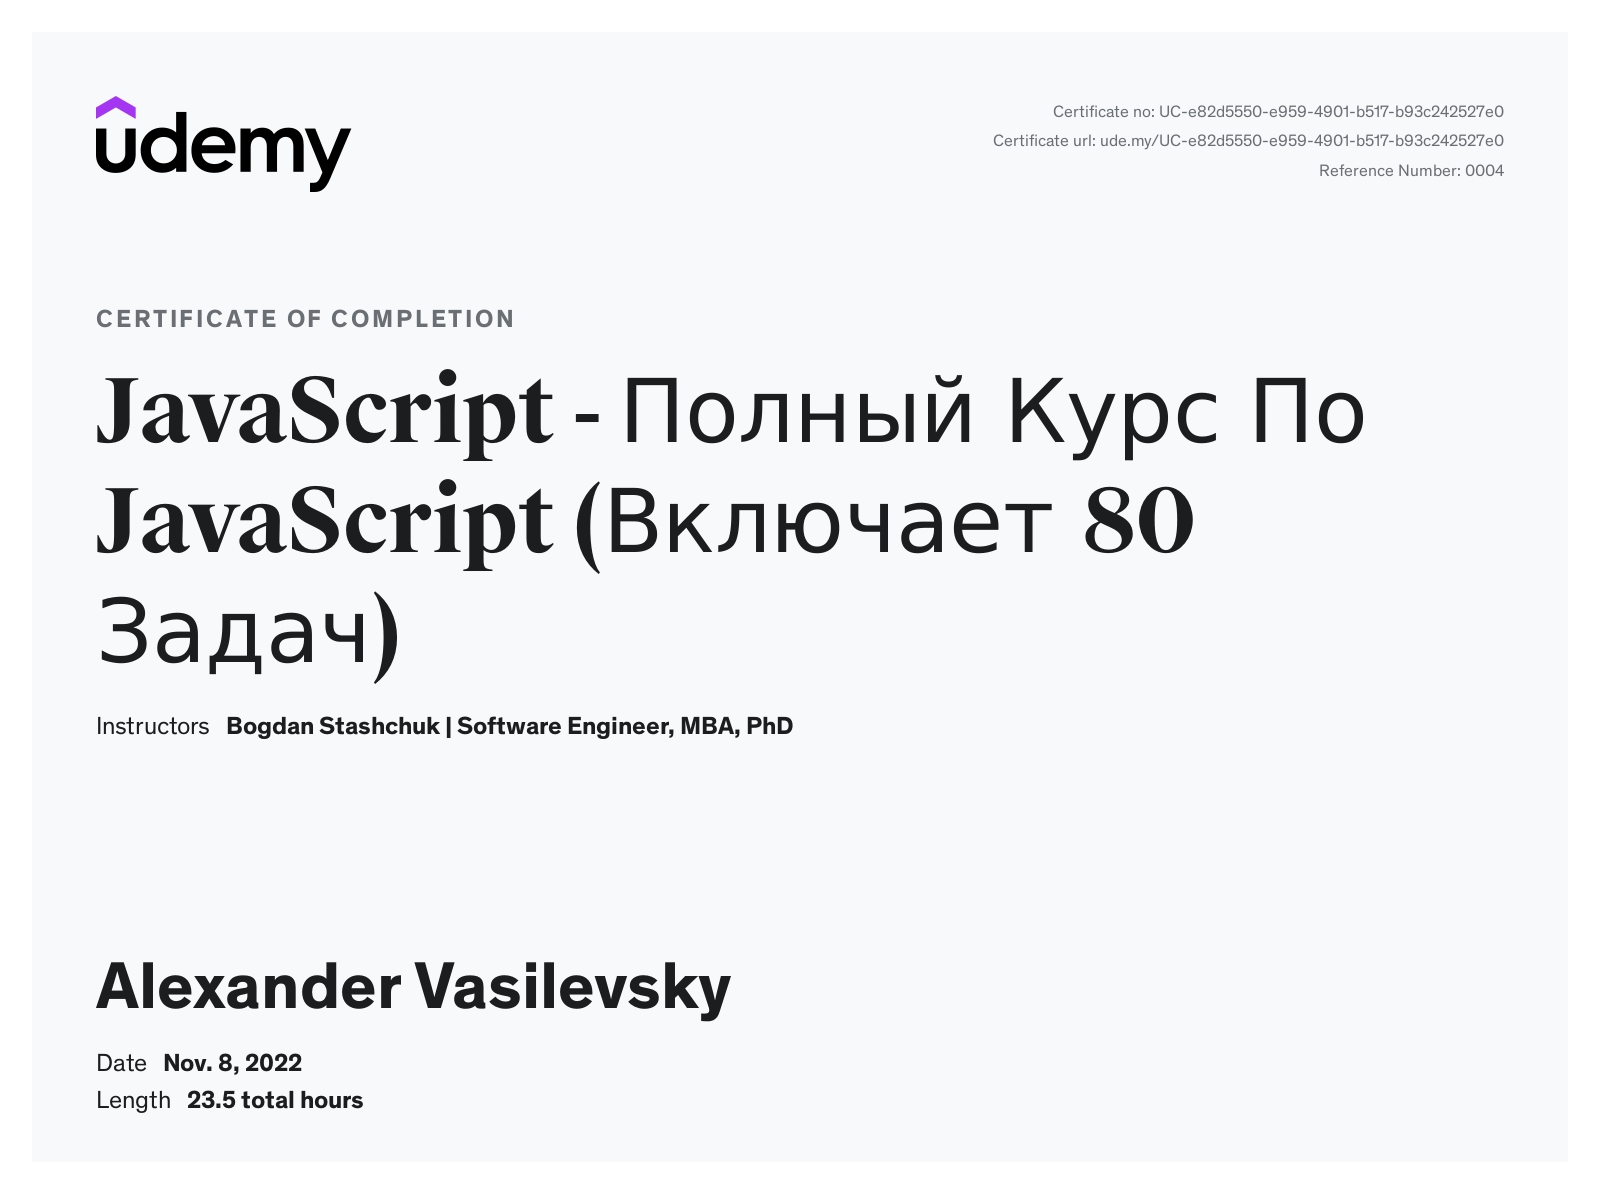 udemy
Certificate no: UC-e82d5550-e959-4901-b517-b93c242527e0
Certificate url: ude.my/UC-e82d5550-e959-4901-b517-b93c242527e0
Reference Number: 0004
CERTIFICATE OF COMPLETION
JavaScript - Полный Курс По
JavaScript (Включает 80
Задач)
Instructors Bogdan Stashchuk | Software Engineer, MBA, PhD
Alexander Vasilevsky
Date Nov. 8, 2022
Length 23.5 total hours